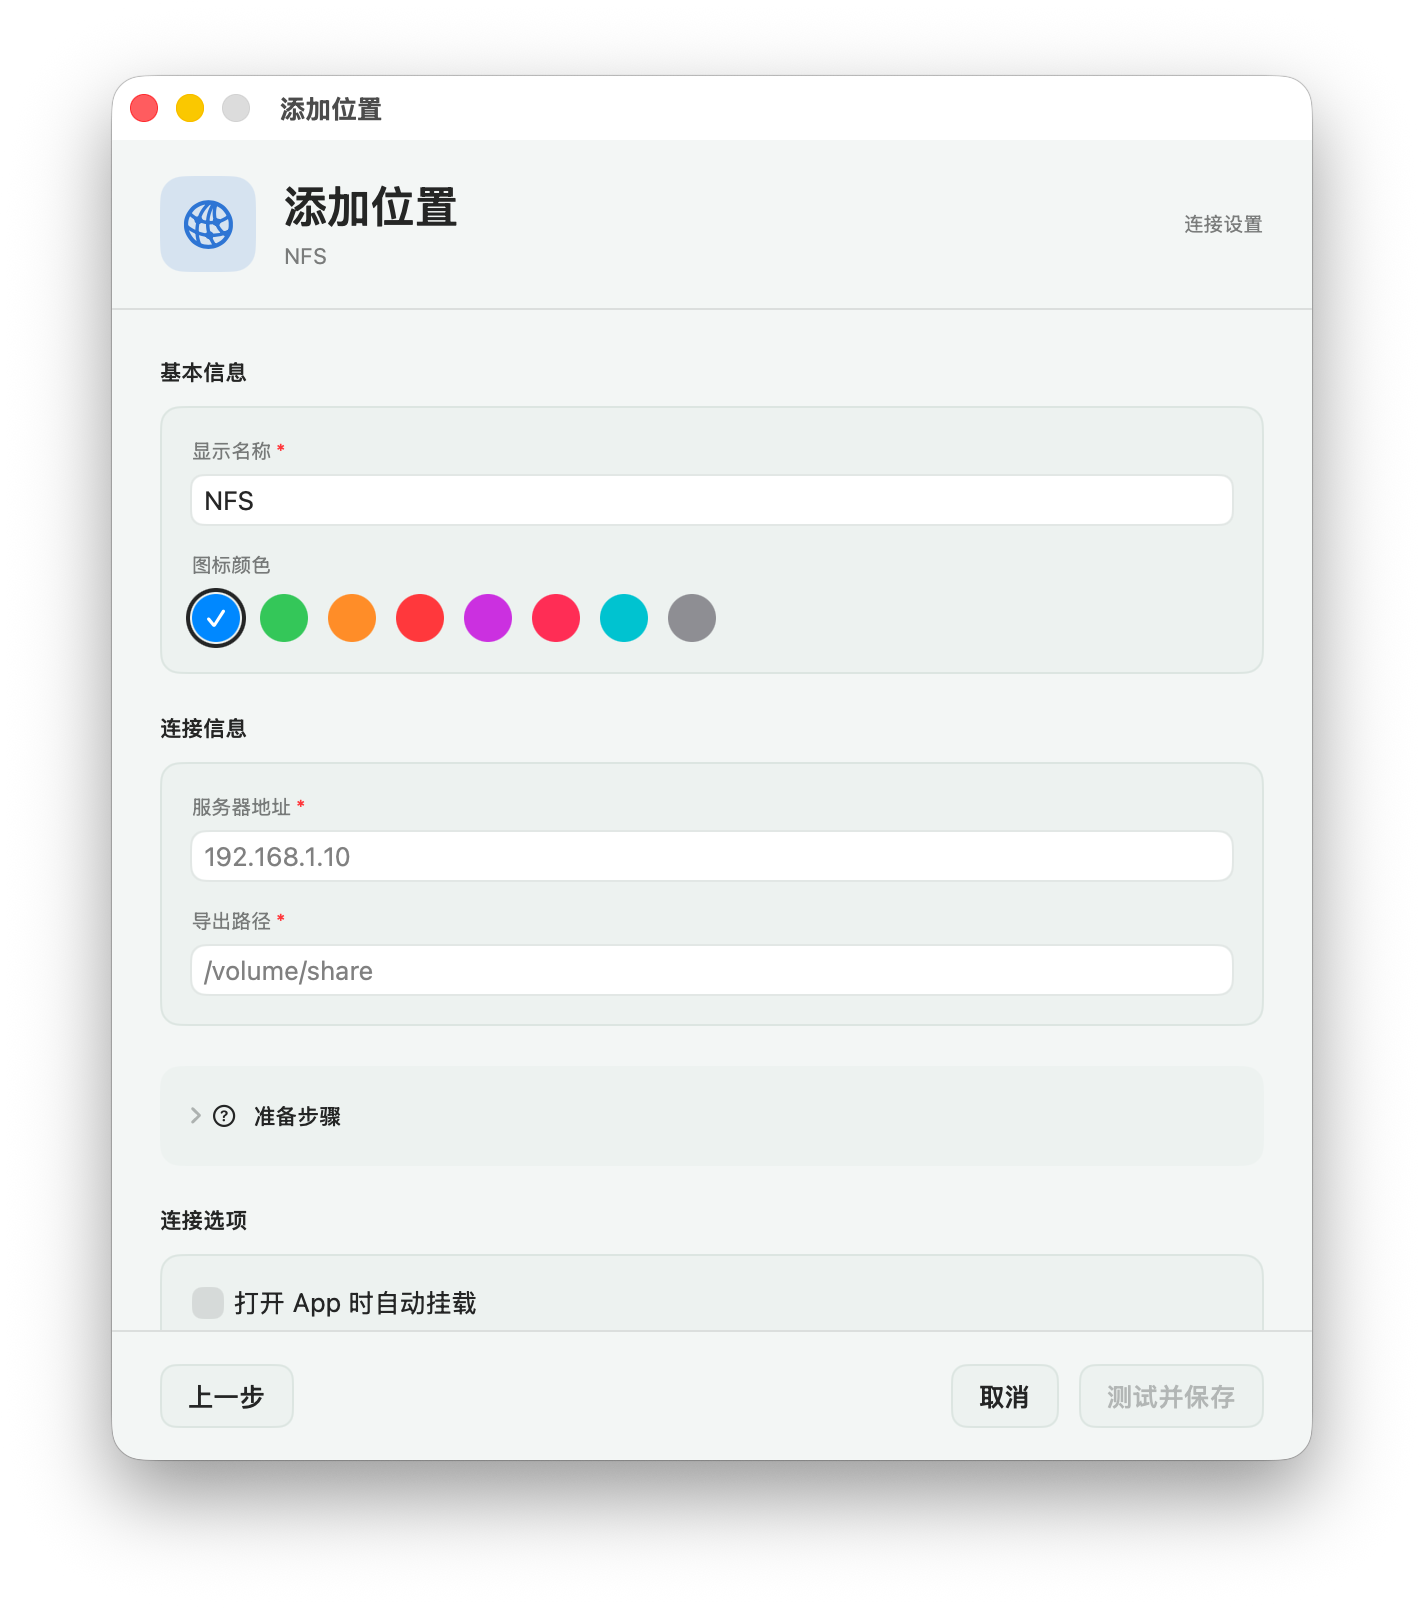 添加位置
添加位置
NFS
连接设置
基本信息
显示名称 *
NFS
图标颜色
连接信息
服务器地址 *
192.168.1.10
导出路径 *
/volume/share
准备步骤
连接选项
打开 App 时自动挂载
上一步
取消
测试并保存